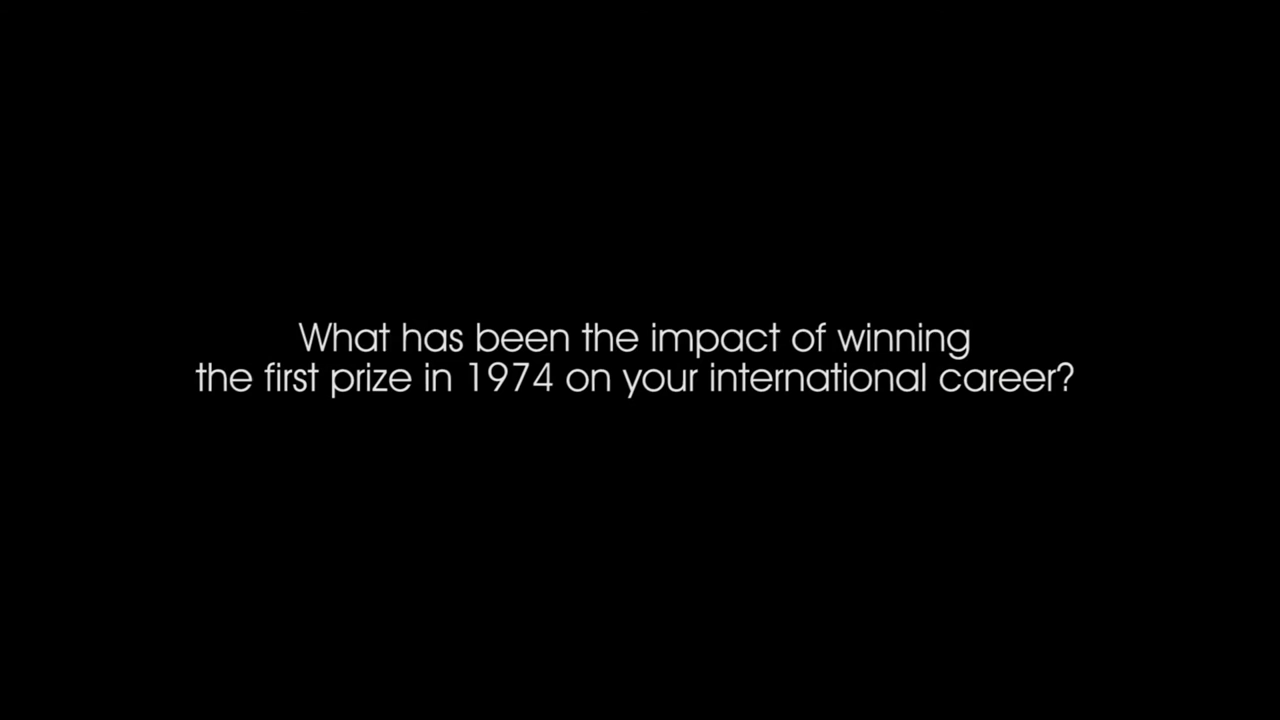 What has been the impact of winning
the first prize in 1974 on your international career?